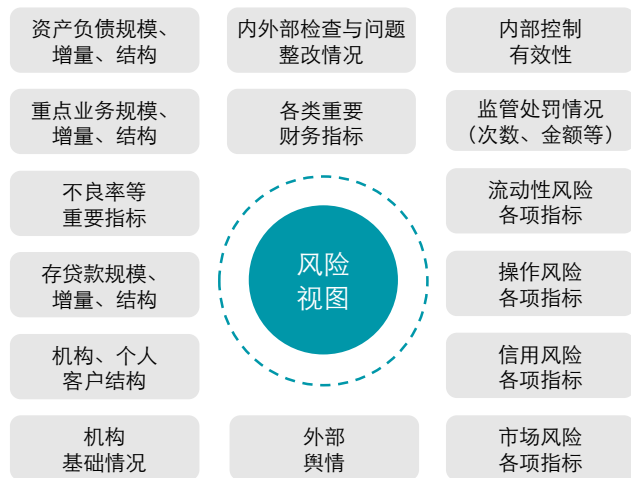 资产负债规模、
增量、结构
内外部检查与问题
整改情况
内部控制
有效性
重点业务规模、
增量、结构
各类重要
财务指标
监管处罚情况
（次数、金额等）
不良率等
重要指标
流动性风险
各项指标
风险
视图
存贷款规模、
增量、结构
操作风险
各项指标
机构、个人
客户结构
信用风险
各项指标
机构
基础情况
外部
舆情
市场风险
各项指标